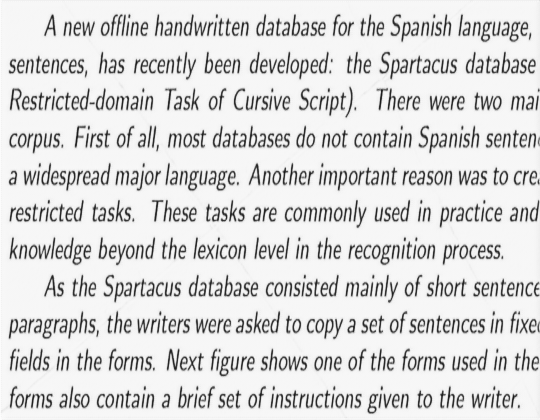 A new offline handwritten database for the Spanish language,
sentences, has recently been developed: the Spartacus database
Restricted-domain Task of Cursive Script). There were two mai
corpus. First of all, most databases do not contain Spanish senten
a widespread major language. Another important reason was to cre
restricted tasks. These tasks are commonly used in practice and
knowledge beyond the lexicon level in the recognition process.
As the Spartacus database consisted mainly of short sentence
paragraphs, the writers were asked to copy a set of sentences in fixe
fields in the forms. Next figure shows one of the forms used in the
forms also contain a brief set of instructions given to the writer.